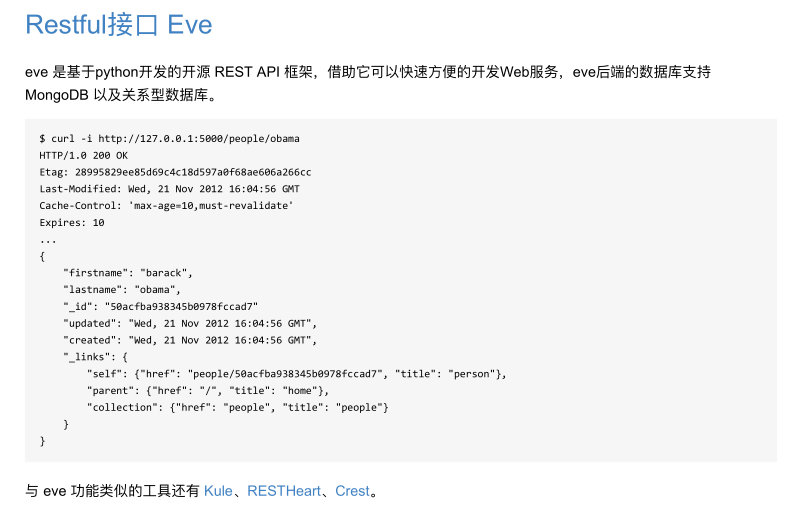 Restful接口 Eve
eve 是基于python开发的开源 REST API 框架，借助它可以快速方便的开发Web服务，eve后端的数据库支持
MongoDB 以及关系型数据库。
$ curl -i http://127.0.0.1:5000/people/obama
HTTP/1.0 200 OK
Etag: 28995829ee85d69c4c18d597a0f68ae606a266cc
Last-Modified: Wed, 21 Nov 2012 16:04:56 GMT
Cache-Control: 'max-age=10,must-revalidate'
Expires: 10
...
{
    "firstname": "barack",
    "lastname": "obama",
    "_id": "50acfba938345b0978fccad7"
    "updated": "Wed, 21 Nov 2012 16:04:56 GMT",
    "created": "Wed, 21 Nov 2012 16:04:56 GMT",
    "_links": {
        "self": {"href": "people/50acfba938345b0978fccad7", "title": "person"},
        "parent": {"href": "/", "title": "home"},
        "collection": {"href": "people", "title": "people"}
    }
}
与 eve 功能类似的工具还有 Kule、RESTHeart、Crest。